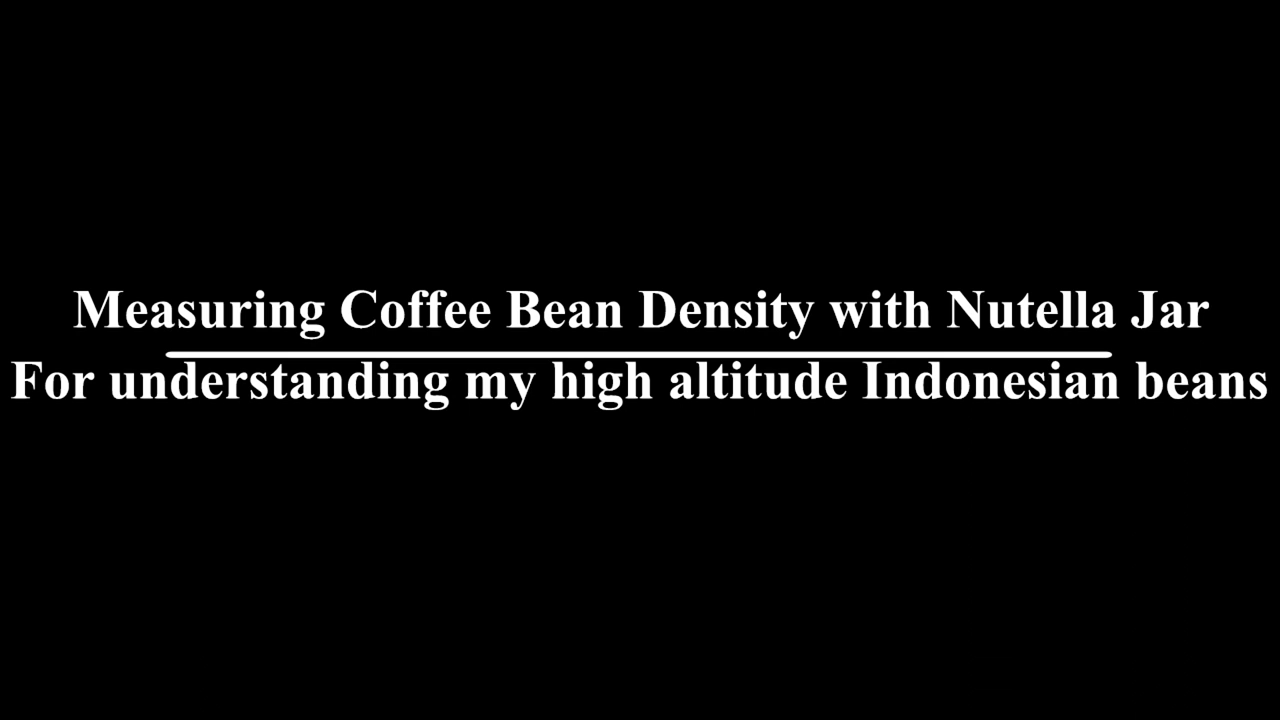 Measuring Coffee Bean Density with Nutella Jar
For understanding my high altitude Indonesian beans